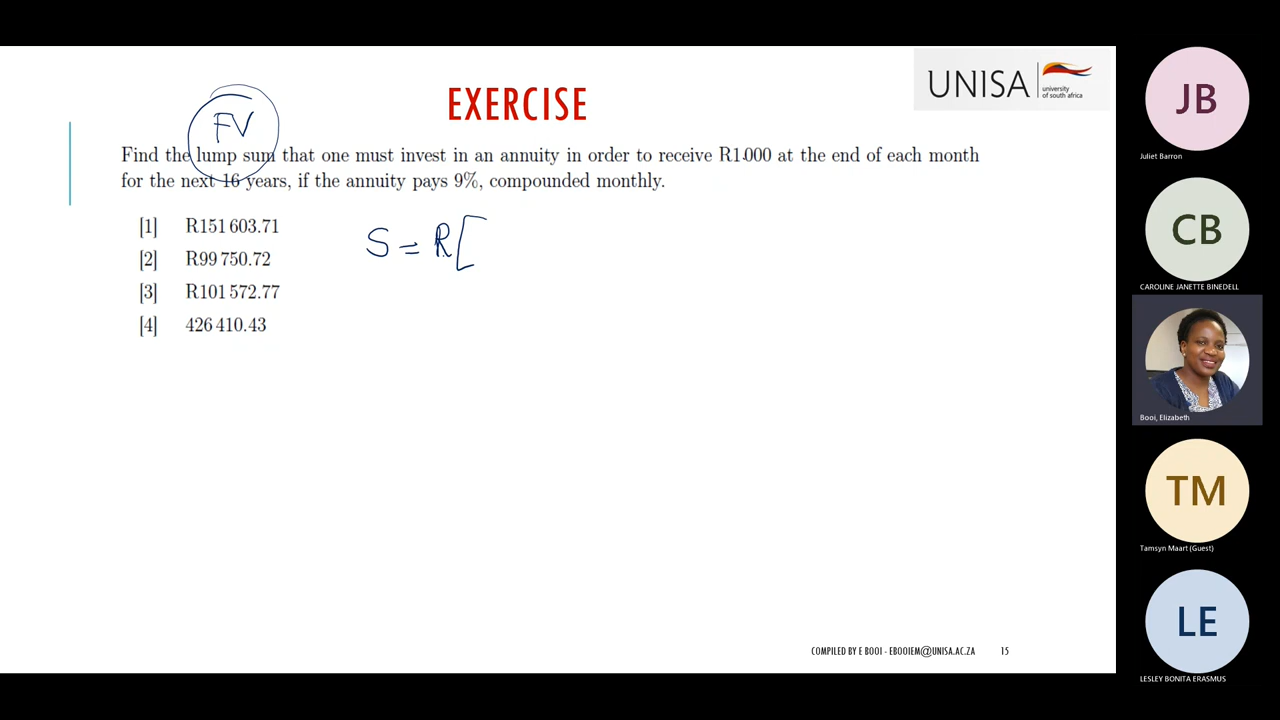 UNISA
university
of south africa
EXERCISE
FV
Find the lump sum that one must invest in an annuity in order to receive R1000 at the end of each month
for the next 16 years, if the annuity pays 9%, compounded monthly.
[1] R151 603.71
[2] R99 750.72
[3] R101 572.77
[4] 426 410.43
S = R[
COMPILED BY E BOOI - EBOOIEM@UNISA.AC.ZA 15
JB
Juliet Barron
CB
CAROLINE JANETTE BINEDELL
Booi, Elizabeth
TM
Tamsyn Maart (Guest)
LE
LESLEY BONITA ERASMUS